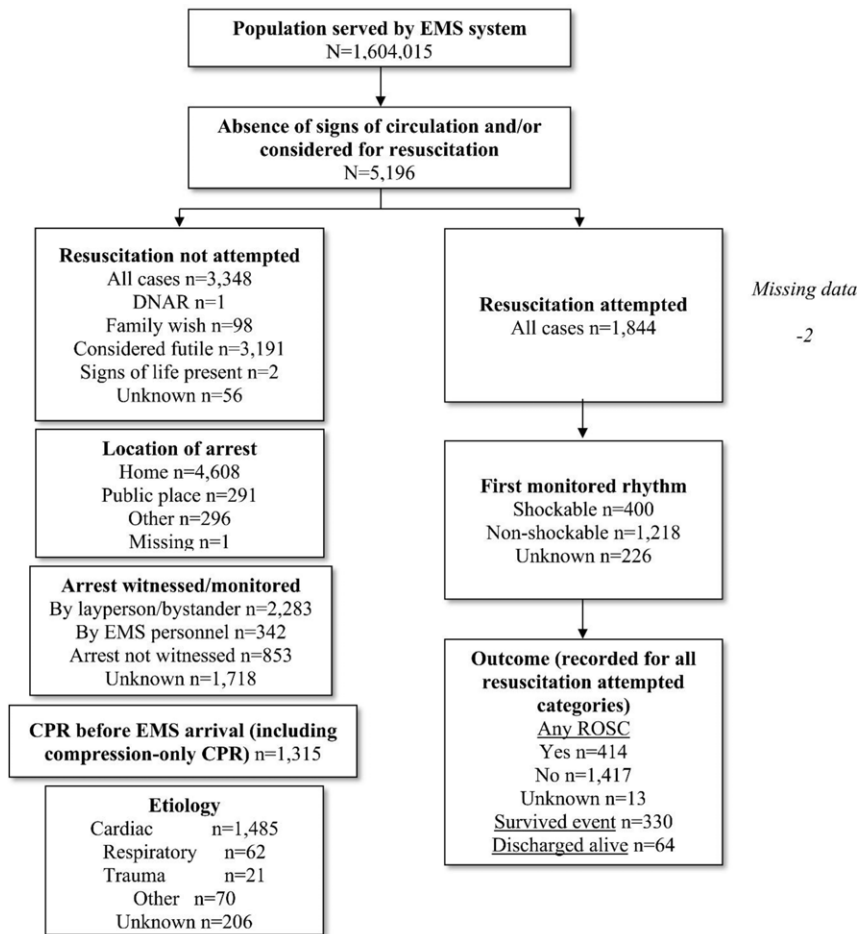 Population served by EMS system
N=1,604,015
Absence of signs of circulation and/or
considered for resuscitation
N=5,196
Resuscitation not attempted
All cases n=3,348
DNAR n=1
Family wish n=98
Considered futile n=3,191
Signs of life present n=2
Unknown n=56
Location of arrest
Home n=4,608
Public place n=291
Other n=296
Missing n=1
Arrest witnessed/monitored
By layperson/bystander n=2,283
By EMS personnel n=342
Arrest not witnessed n=853
Unknown n=1,718
CPR before EMS arrival (including
compression-only CPR) n=1,315
Etiology
Cardiac n=1,485
Respiratory n=62
Trauma n=21
Other n=70
Unknown n=206
Resuscitation attempted
All cases n=1,844
Missing data
-2
First monitored rhythm
Shockable n=400
Non-shockable n=1,218
Unknown n=226
Outcome (recorded for all
resuscitation attempted
categories)
Any ROSC
Yes n=414
No n=1,417
Unknown n=13
Survived event n=330
Discharged alive n=64